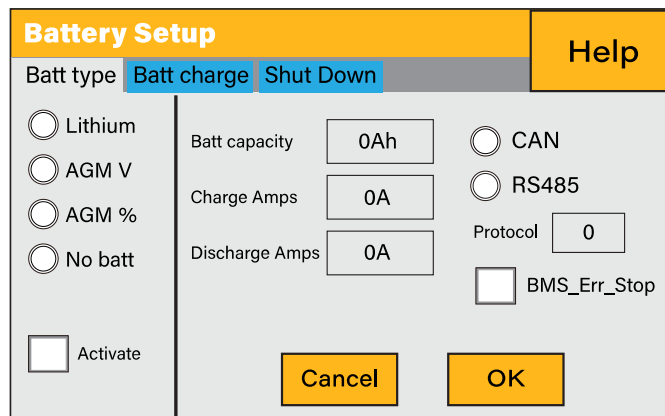 Battery Setup
Help
Batt type Batt charge Shut Down
Lithium
AGM V
AGM %
No batt
Activate
Batt capacity 0Ah
Charge Amps 0A
Discharge Amps 0A
CAN
RS485
Protocol 0
BMS_Err_Stop
Cancel OK